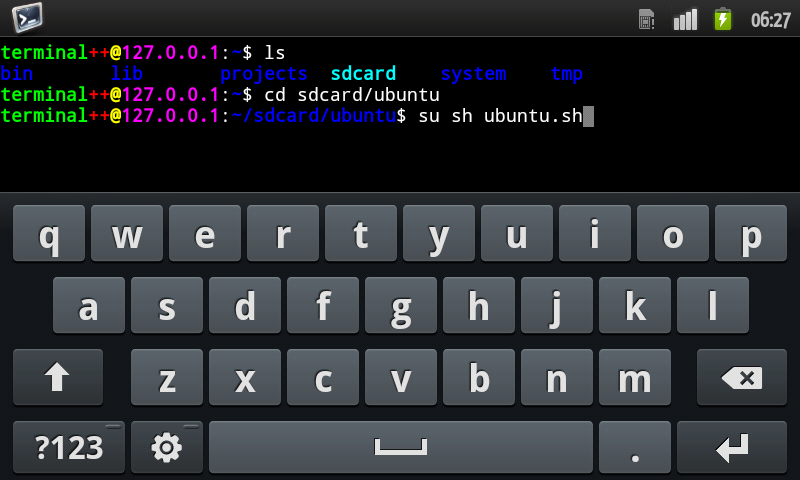 06:27
terminal++@127.0.0.1:~$ ls
bin lib projects sdcard system tmp
terminal++@127.0.0.1:~$ cd sdcard/ubuntu
terminal++@127.0.0.1:~/sdcard/ubuntu$ su sh ubuntu.sh
q w e r t y u i o p
a s d f g h j k l
z x c v b n m
?123 .